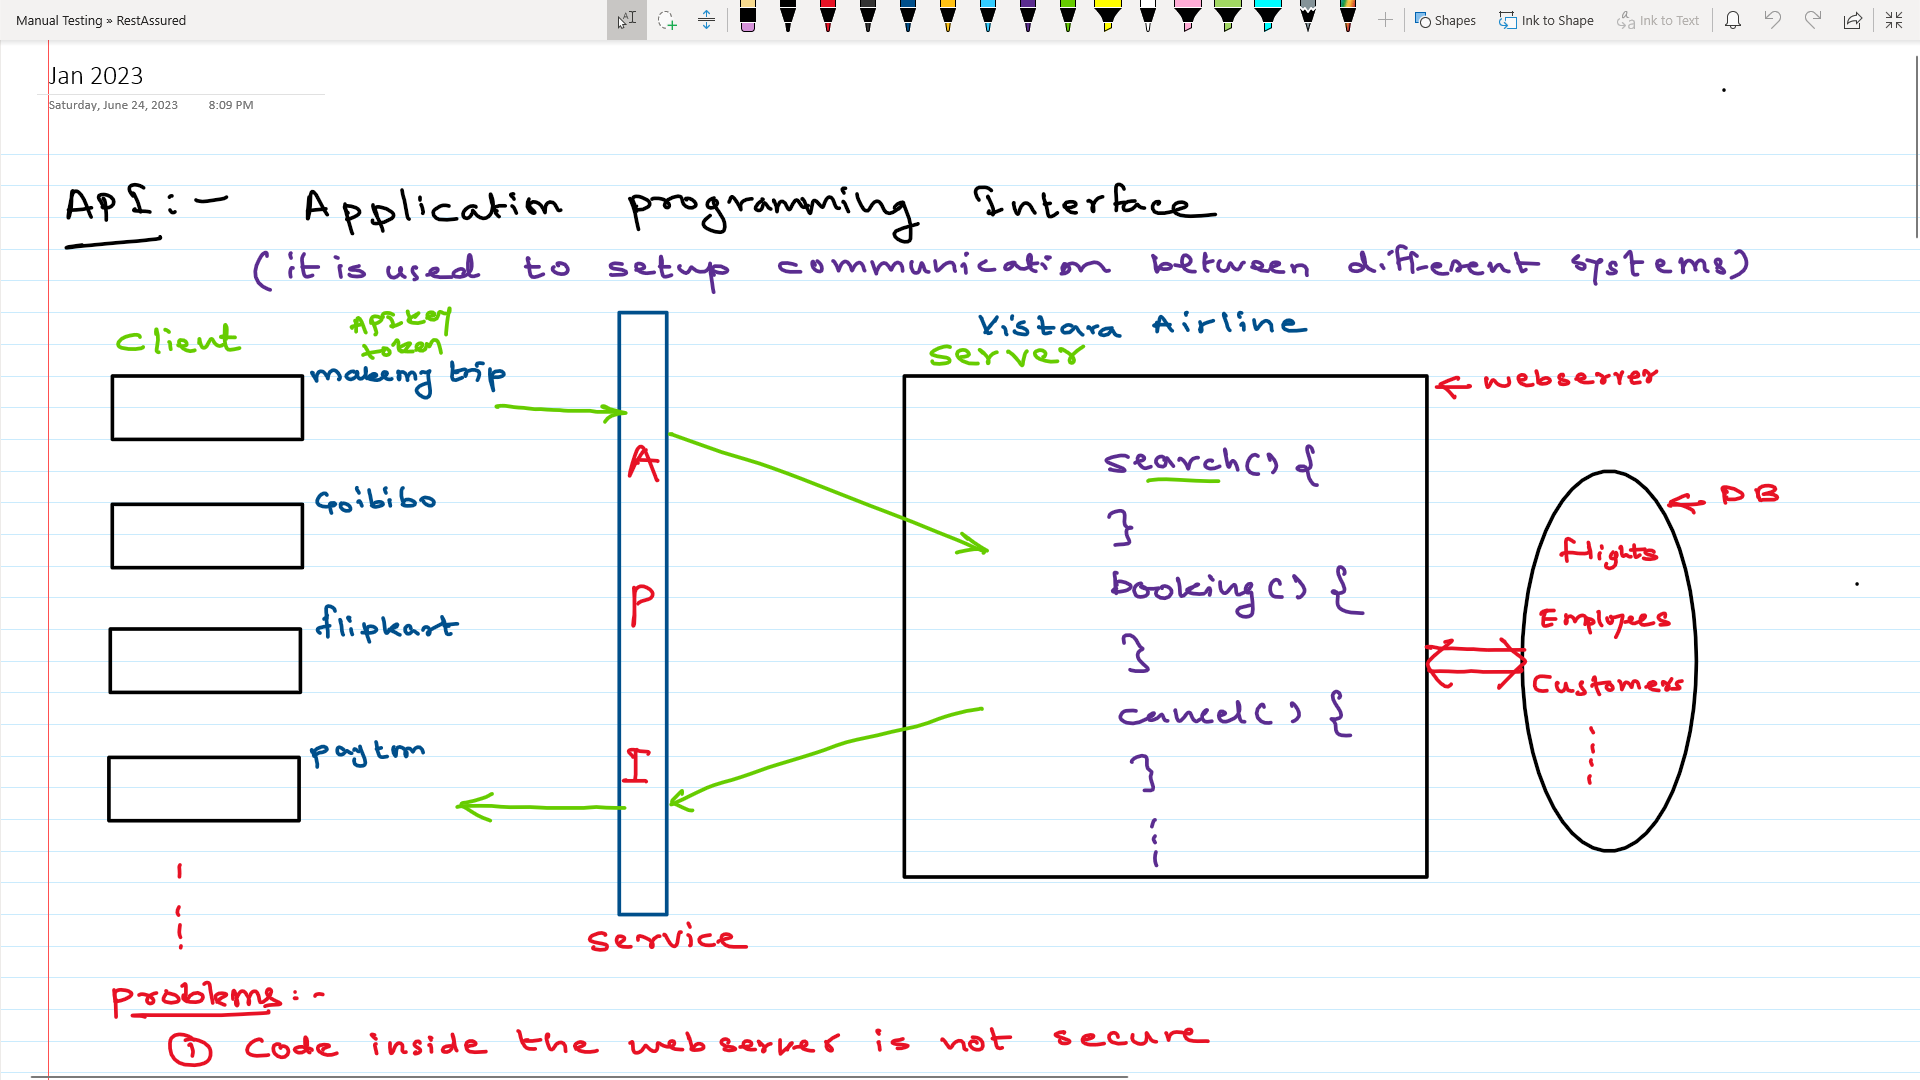 Manual Testing » RestAssured
Shapes
Ink to Shape
Ink to Text
Jan 2023
Saturday, June 24, 2023 8:09 PM
API :- Application programming Interface
(it is used to setup communication between different systems)
Client
API key
token
makemy trip
Goibibo
flipkart
paytm
A
P
I
service
Vistara Airline
server
webserver
search() {
}
booking() {
}
cancel() {
}
DB
flights
Employees
Customers
problems :-
① Code inside the webserver is not secure